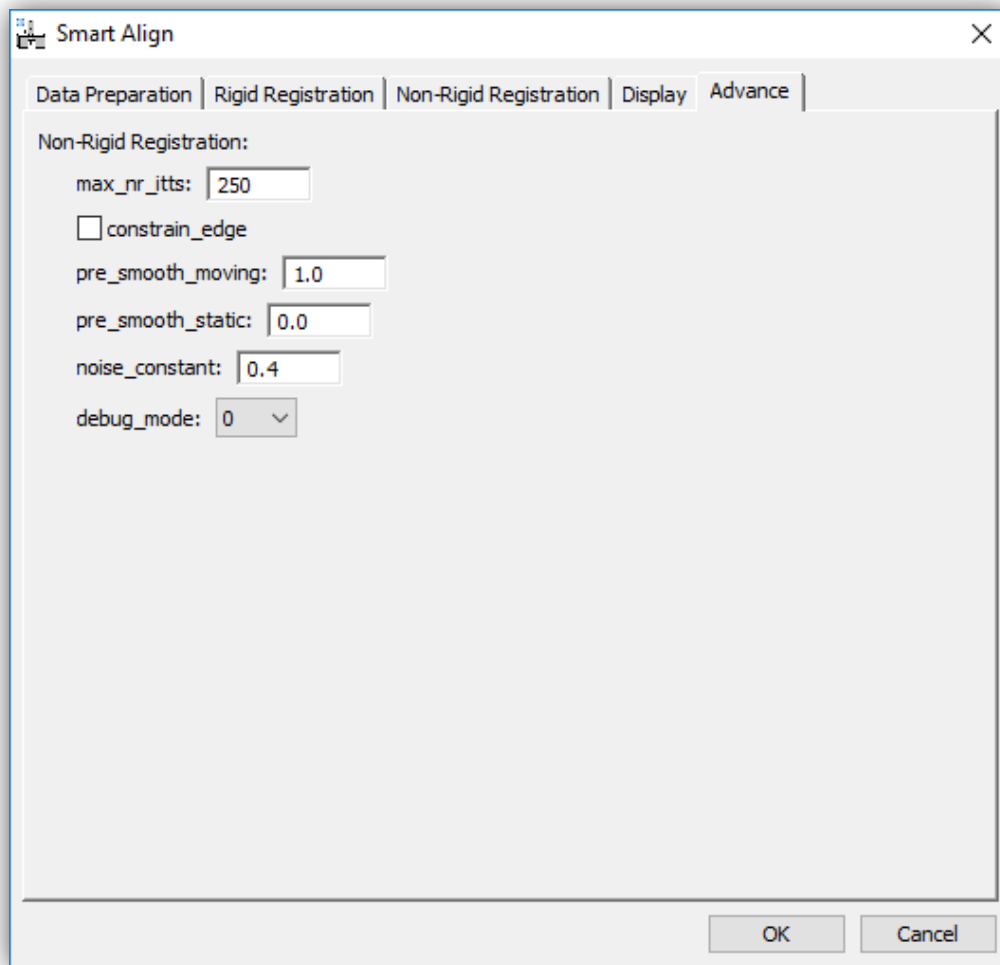 Smart Align
Data Preparation Rigid Registration Non-Rigid Registration Display Advance
Non-Rigid Registration:
max_nr_itts: 250
constrain_edge
pre_smooth_moving: 1.0
pre_smooth_static: 0.0
noise_constant: 0.4
debug_mode: 0
OK Cancel